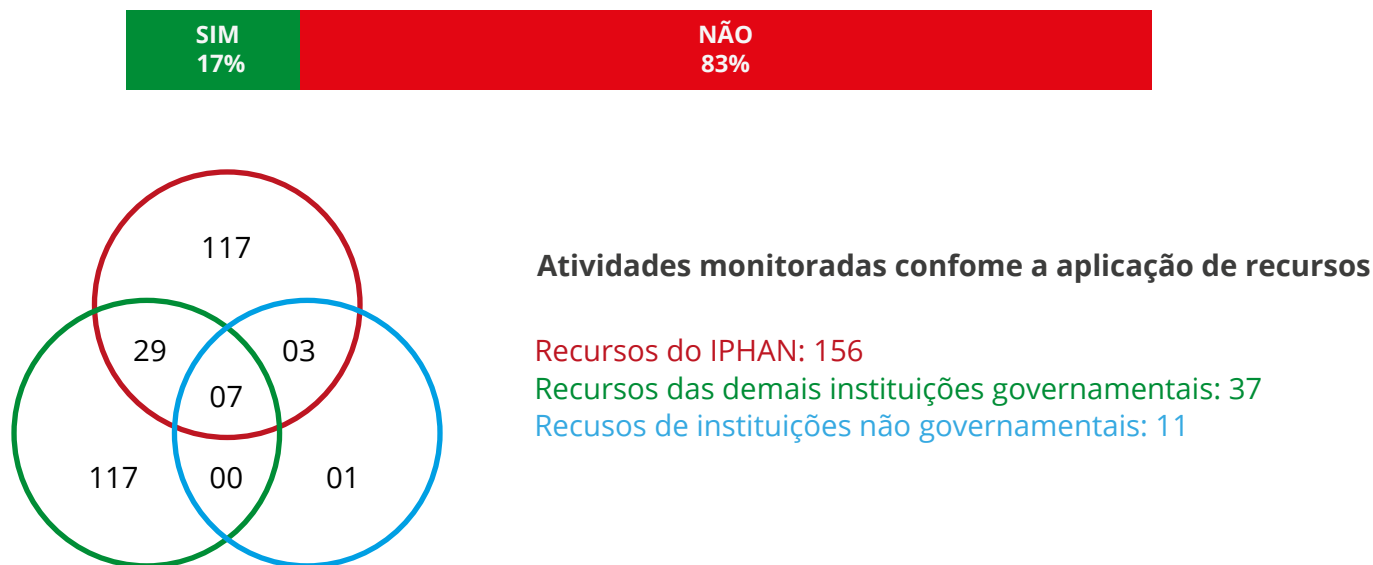 SIM
17%
NÃO
83%
117
29
03
07
117
00
01
Atividades monitoradas confome a aplicação de recursos
Recursos do IPHAN: 156
Recursos das demais instituições governamentais: 37
Recusos de instituições não governamentais: 11